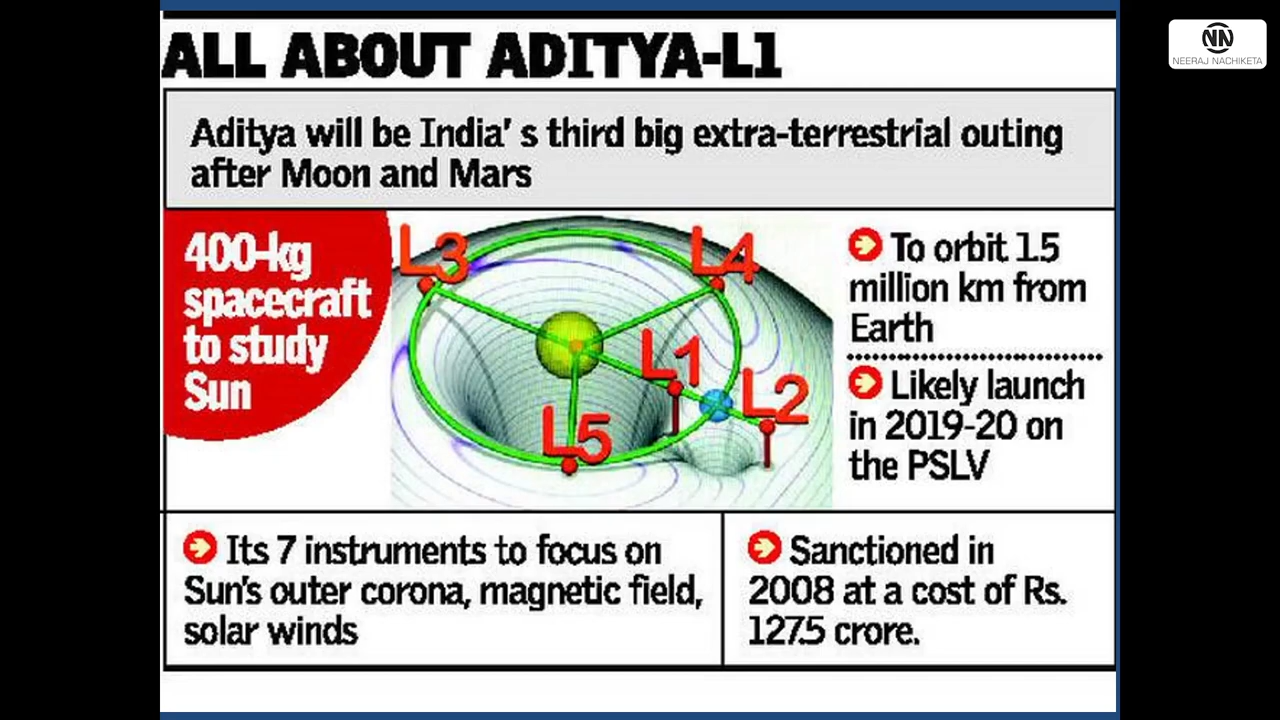 ALL ABOUT ADITYA-L1
NN
NEERAJ NACHIKETA
Aditya will be India' s third big extra-terrestrial outing
after Moon and Mars
400-kg
spacecraft
to study
Sun
L3
L4
L1
L2
L5
To orbit 1.5
million km from
Earth
Likely launch
in 2019-20 on
the PSLV
Its 7 instruments to focus on
Sun's outer corona, magnetic field,
solar winds
Sanctioned in
2008 at a cost of Rs.
127.5 crore.